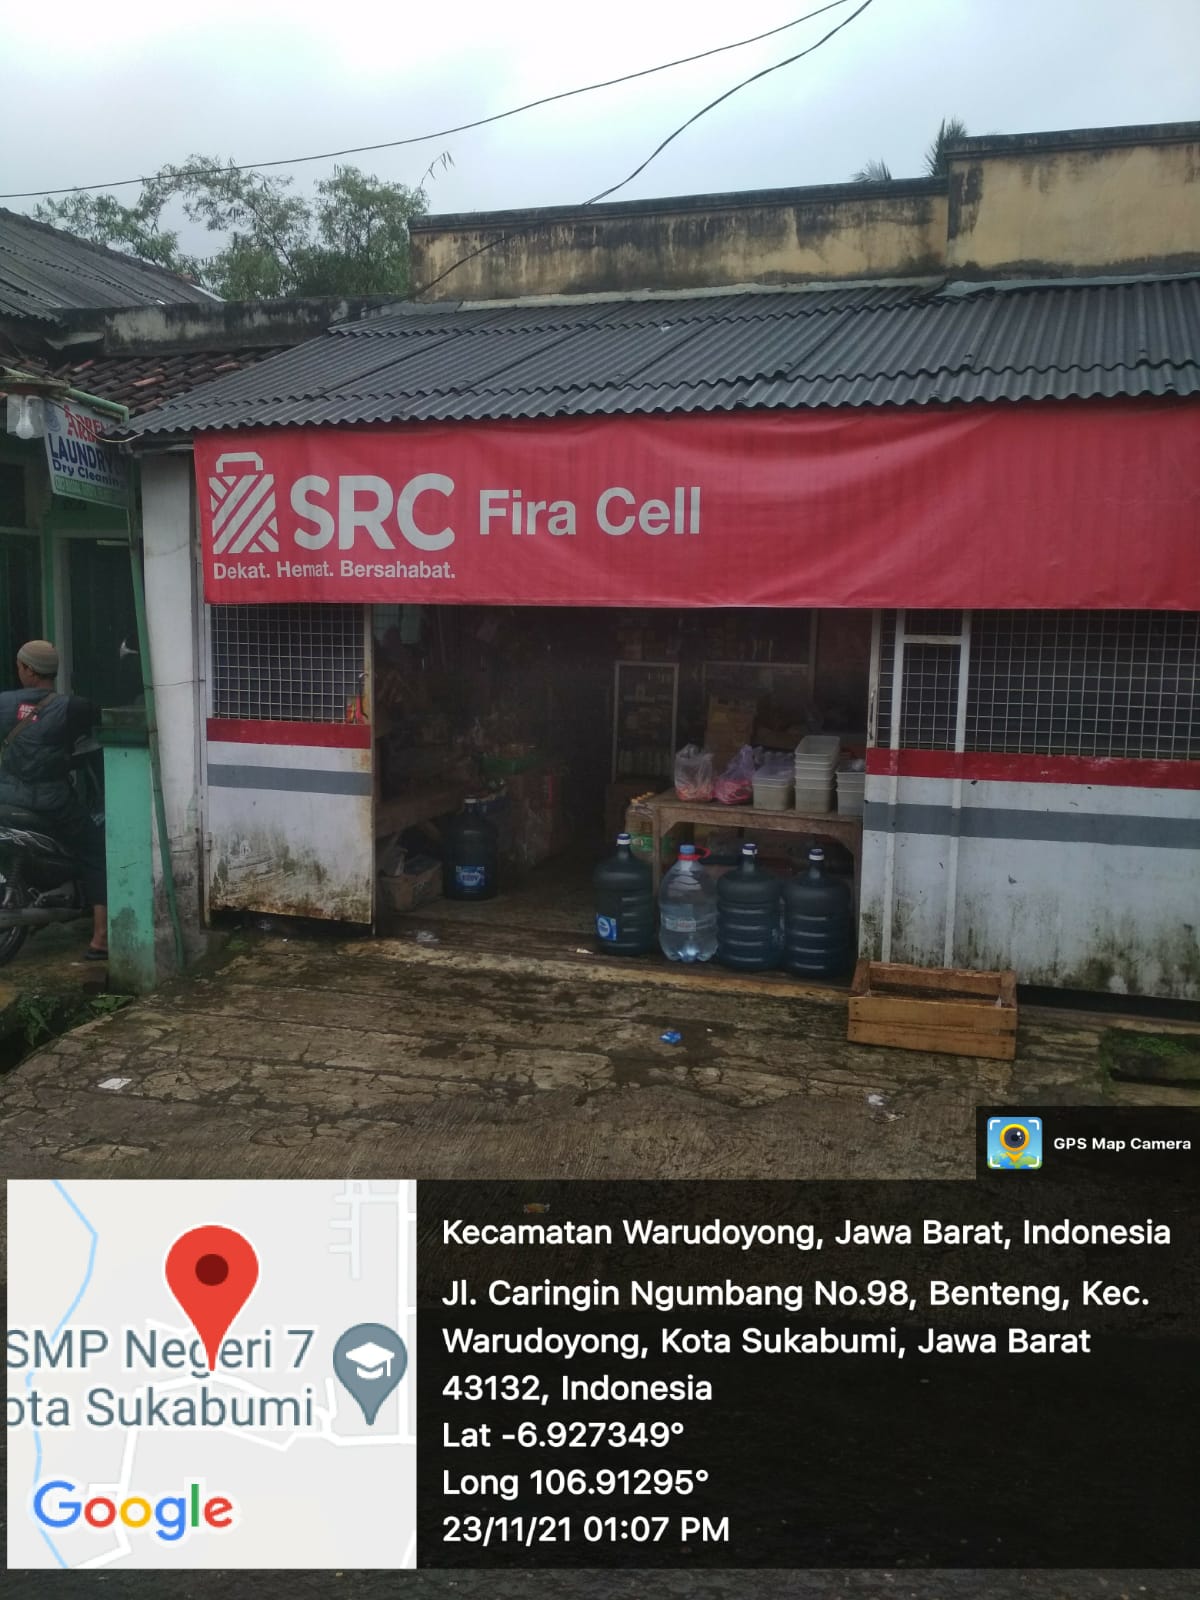 LAUNDRY
Dry Cleaning
SRC Fira Cell
Dekat. Hemat. Bersahabat.
GPS Map Camera
SMP Negeri 7
ota Sukabumi
Google
Kecamatan Warudoyong, Jawa Barat, Indonesia
Jl. Caringin Ngumbang No.98, Benteng, Kec.
Warudoyong, Kota Sukabumi, Jawa Barat
43132, Indonesia
Lat -6.927349°
Long 106.91295°
23/11/21 01:07 PM